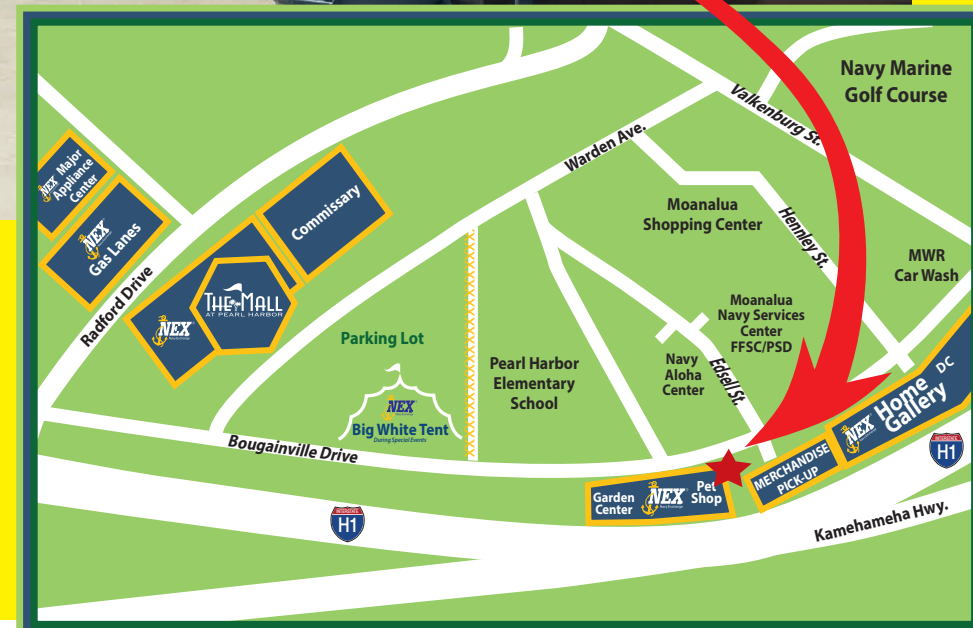 Navy Marine
Golf Course
Valkenburg St.
Warden Ave.
NEX Major
Appliance
Center
NEX
Gas Lanes
Commissary
Moanalua
Shopping Center
Hennley St.
MWR
Car Wash
Radford Drive
THE MALL
AT PEARL HARBOR
NEX
Moanalua
Navy Services
Center
FFSC/PSD
Parking Lot
Pearl Harbor
Elementary
School
Navy
Aloha
Center
Edsell St.
NEX
Big White Tent
During Special Events
Bougainville Drive
NEX Home
Gallery
DC
MERCHANDISE
PICK-UP
Garden
Center
NEX
Pet
Shop
INTERSTATE
H1
INTERSTATE
H1
Kamehameha Hwy.